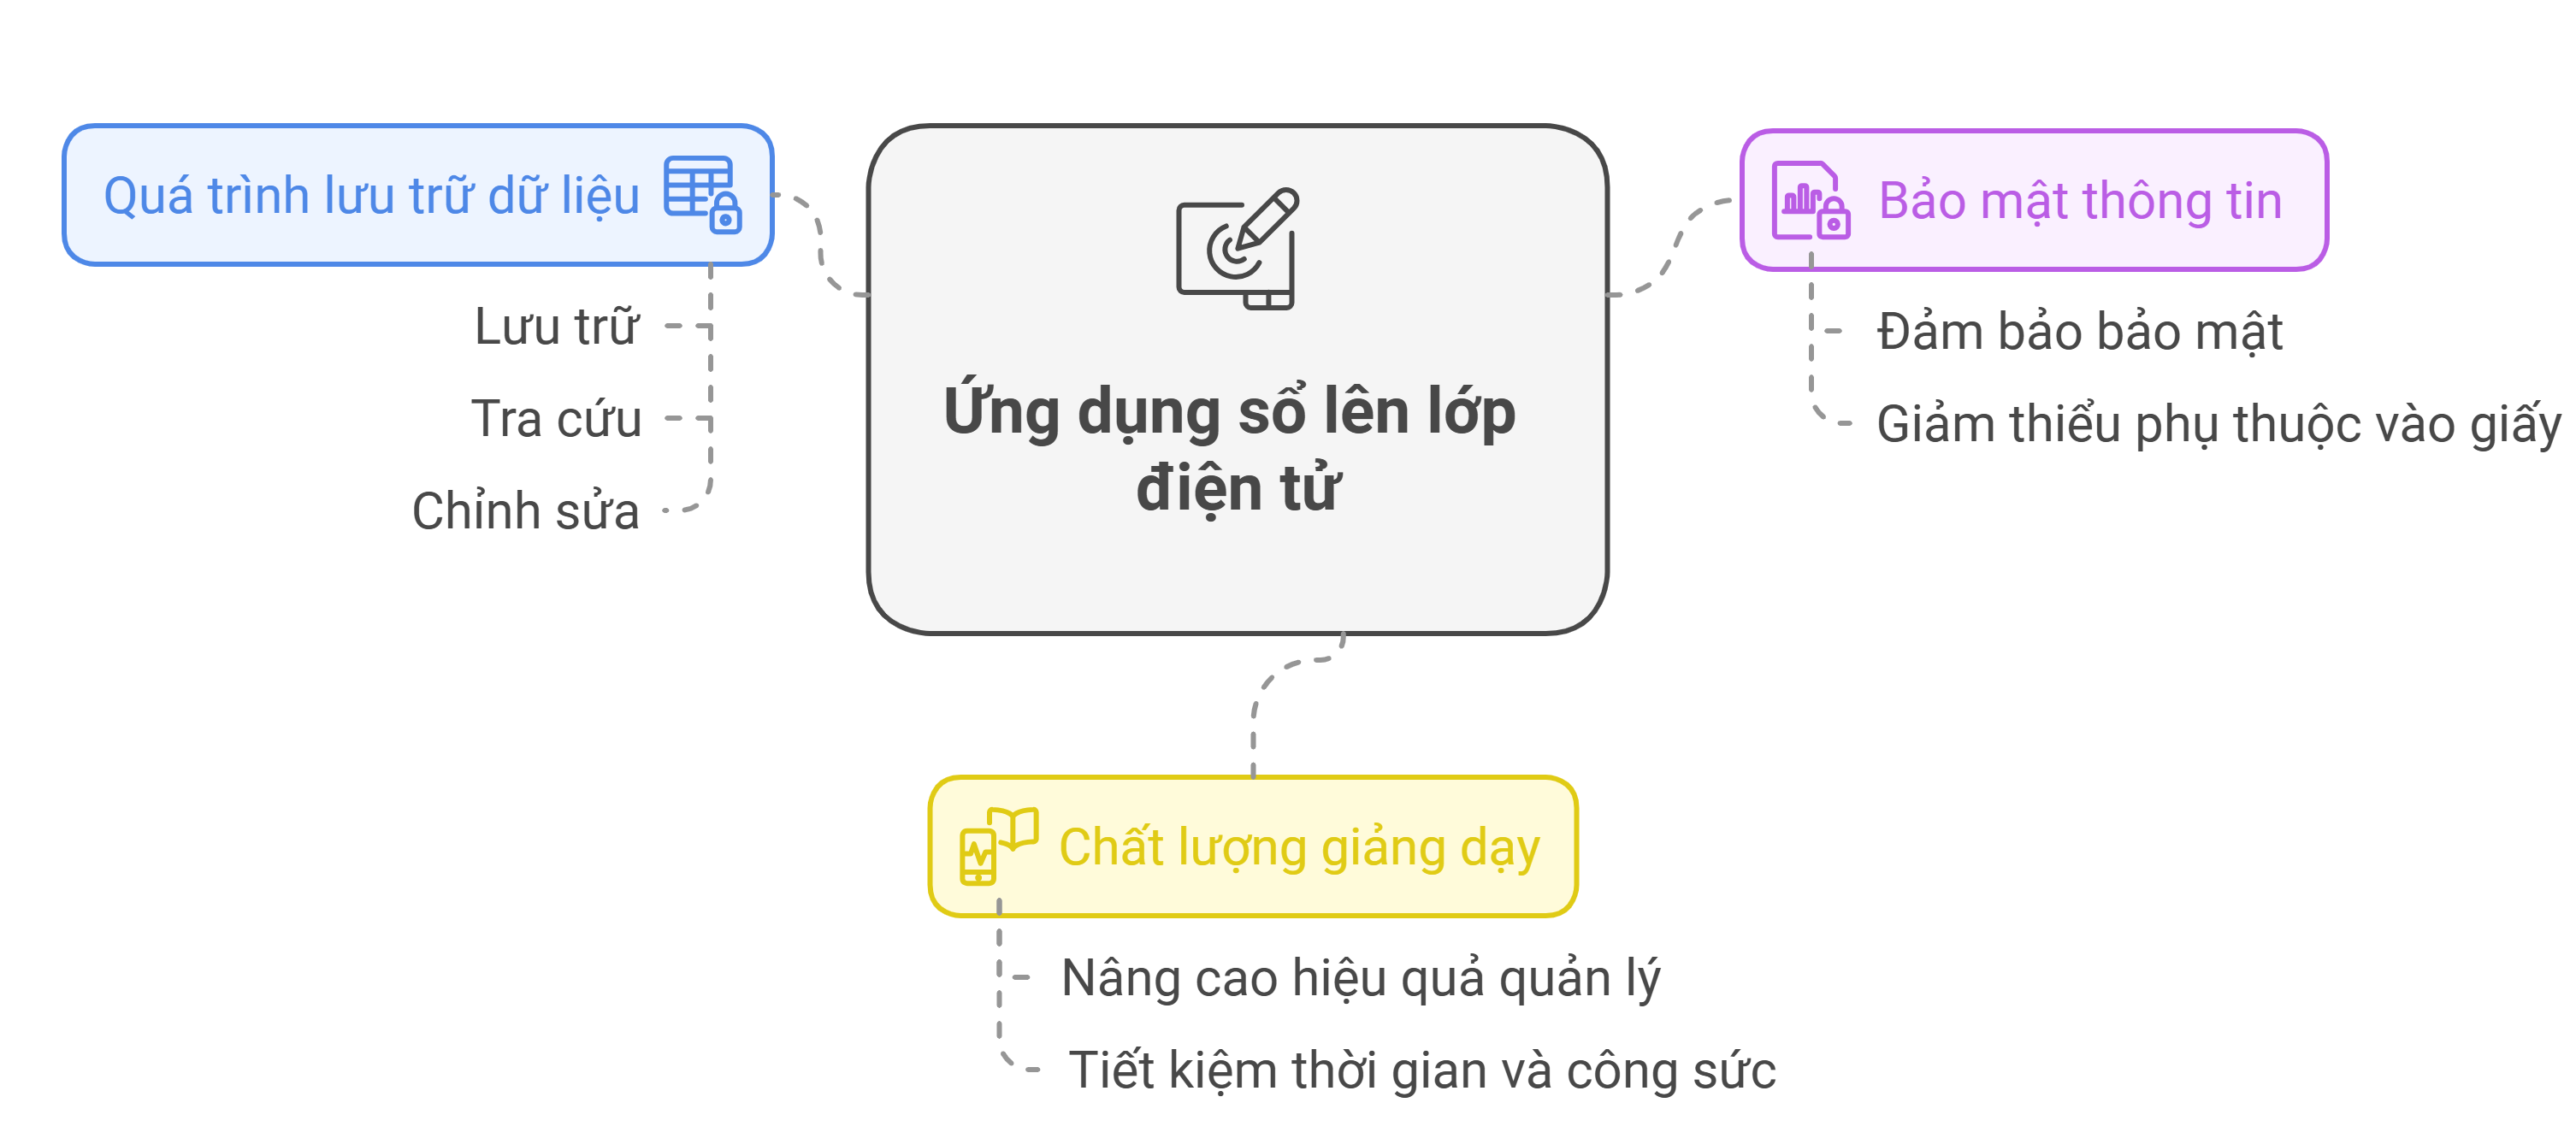 Quá trình lưu trữ dữ liệu
Lưu trữ
Tra cứu
Chỉnh sửa
Ứng dụng sổ lên lớp
điện tử
Bảo mật thông tin
Đảm bảo bảo mật
Giảm thiểu phụ thuộc vào giấy
Chất lượng giảng dạy
Nâng cao hiệu quả quản lý
Tiết kiệm thời gian và công sức